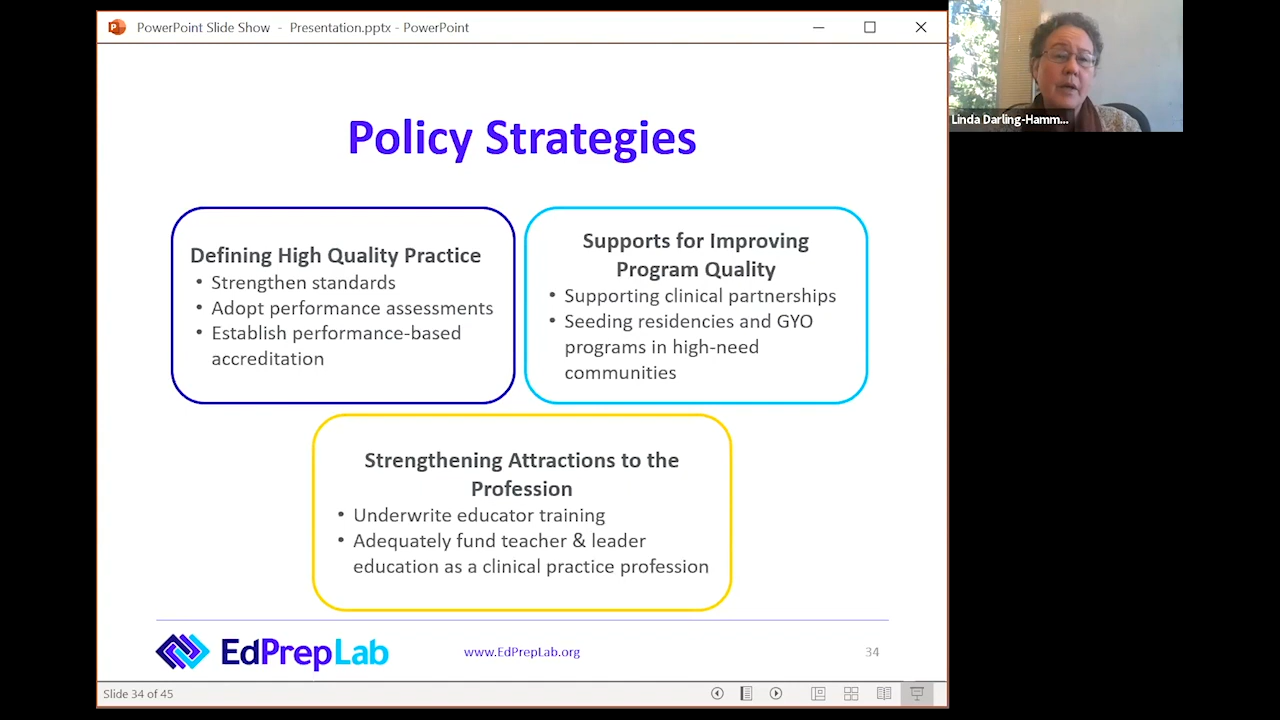 PowerPoint Slide Show - Presentation.pptx - PowerPoint
Linda Darling-Hamm...
Policy Strategies
Defining High Quality Practice
• Strengthen standards
• Adopt performance assessments
• Establish performance-based
accreditation
Supports for Improving
Program Quality
• Supporting clinical partnerships
• Seeding residencies and GYO
programs in high-need
communities
Strengthening Attractions to the
Profession
• Underwrite educator training
• Adequately fund teacher & leader
education as a clinical practice profession
EdPrepLab
www.EdPrepLab.org
34
Slide 34 of 45